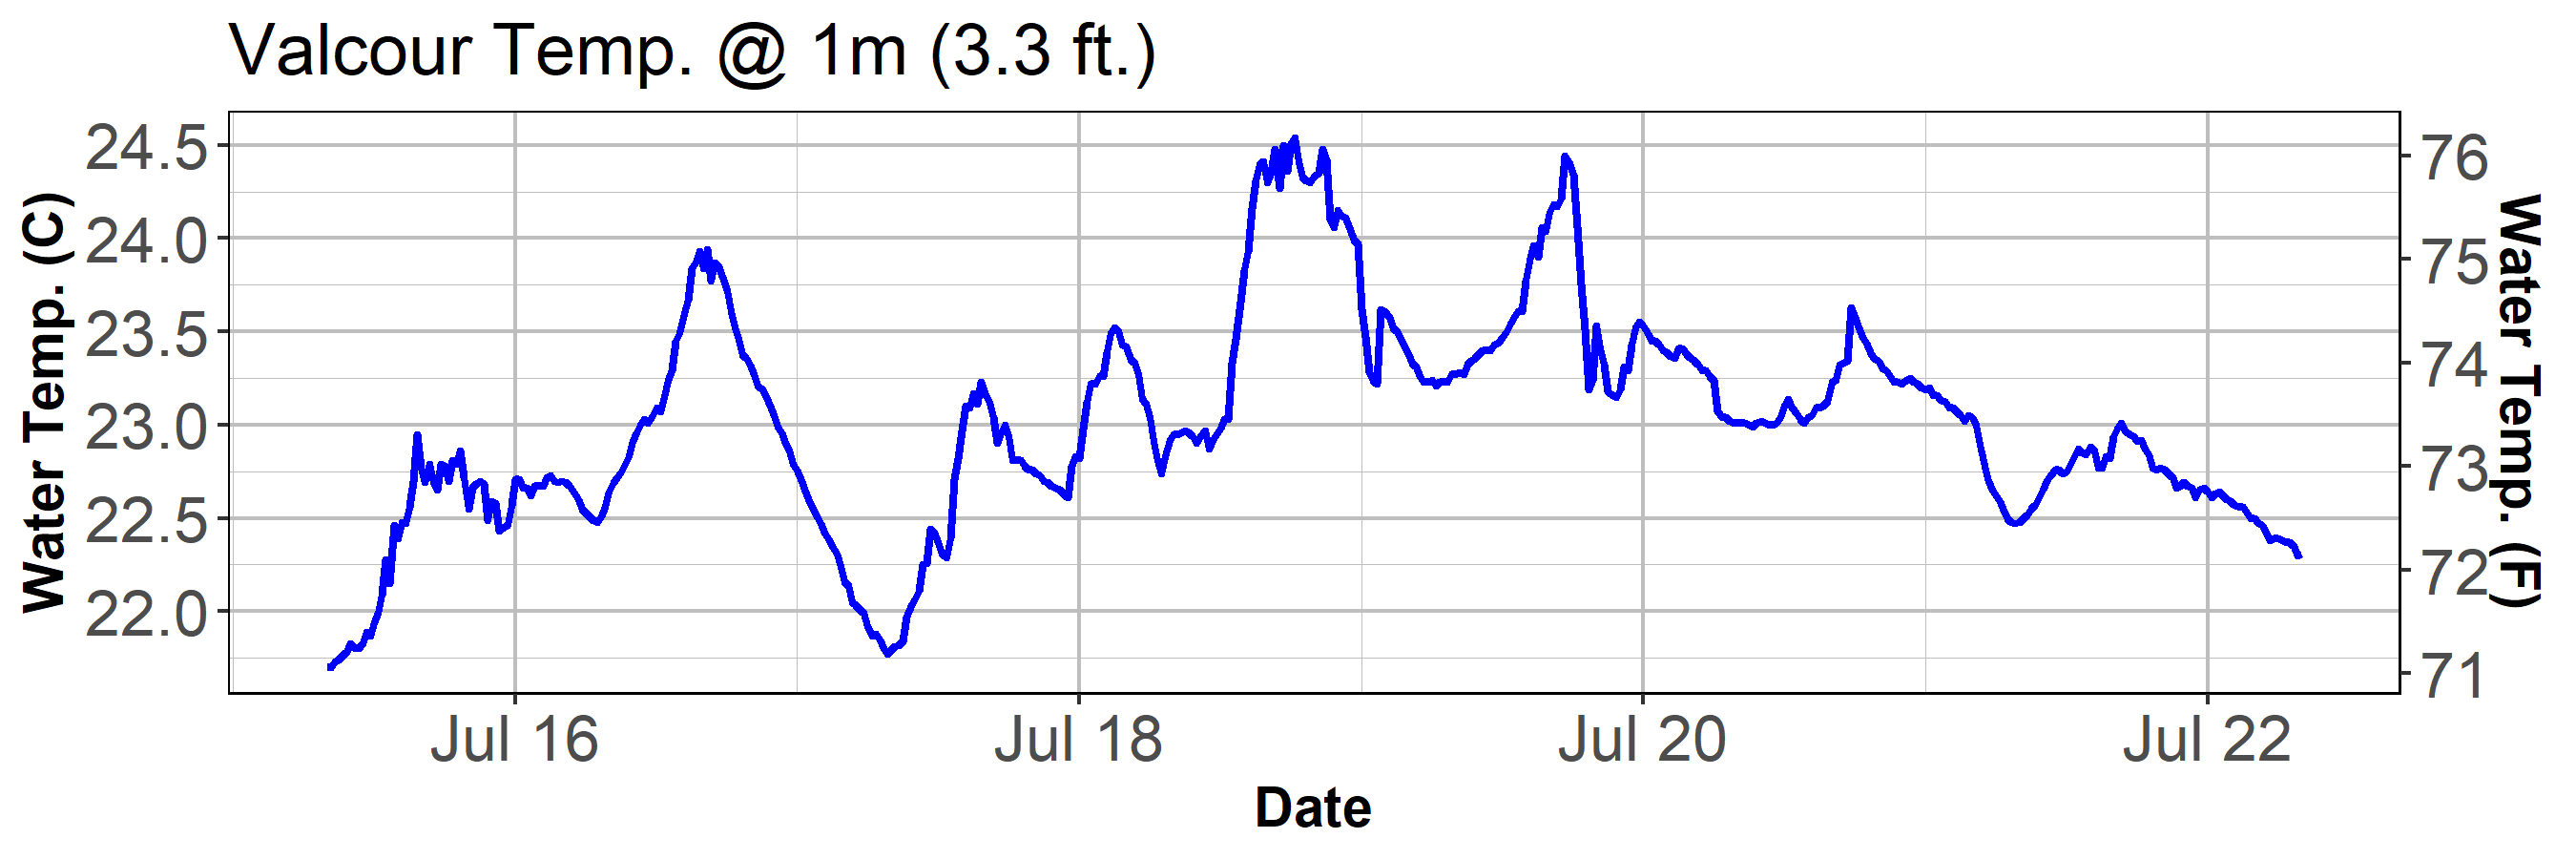 Valcour Temp. @ 1m (3.3 ft.)
Water Temp. (C)
24.5
24.0
23.5
23.0
22.5
22.0
76
75
74
73
72
71
Water Temp. (F)
Jul 16 Jul 18 Jul 20 Jul 22
Date